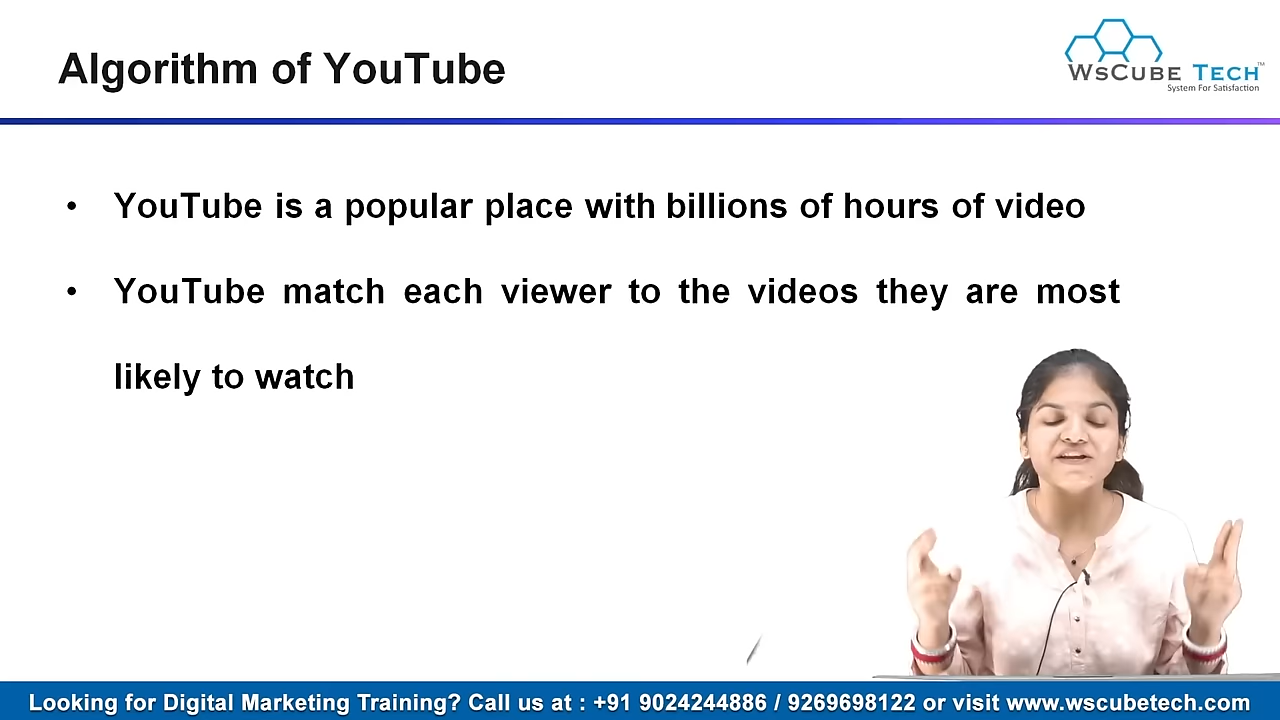 Algorithm of YouTube
WsCube Tech™
System For Satisfaction
• YouTube is a popular place with billions of hours of video
• YouTube match each viewer to the videos they are most
likely to watch
Looking for Digital Marketing Training? Call us at : +91 9024244886 / 9269698122 or visit www.wscubetech.com